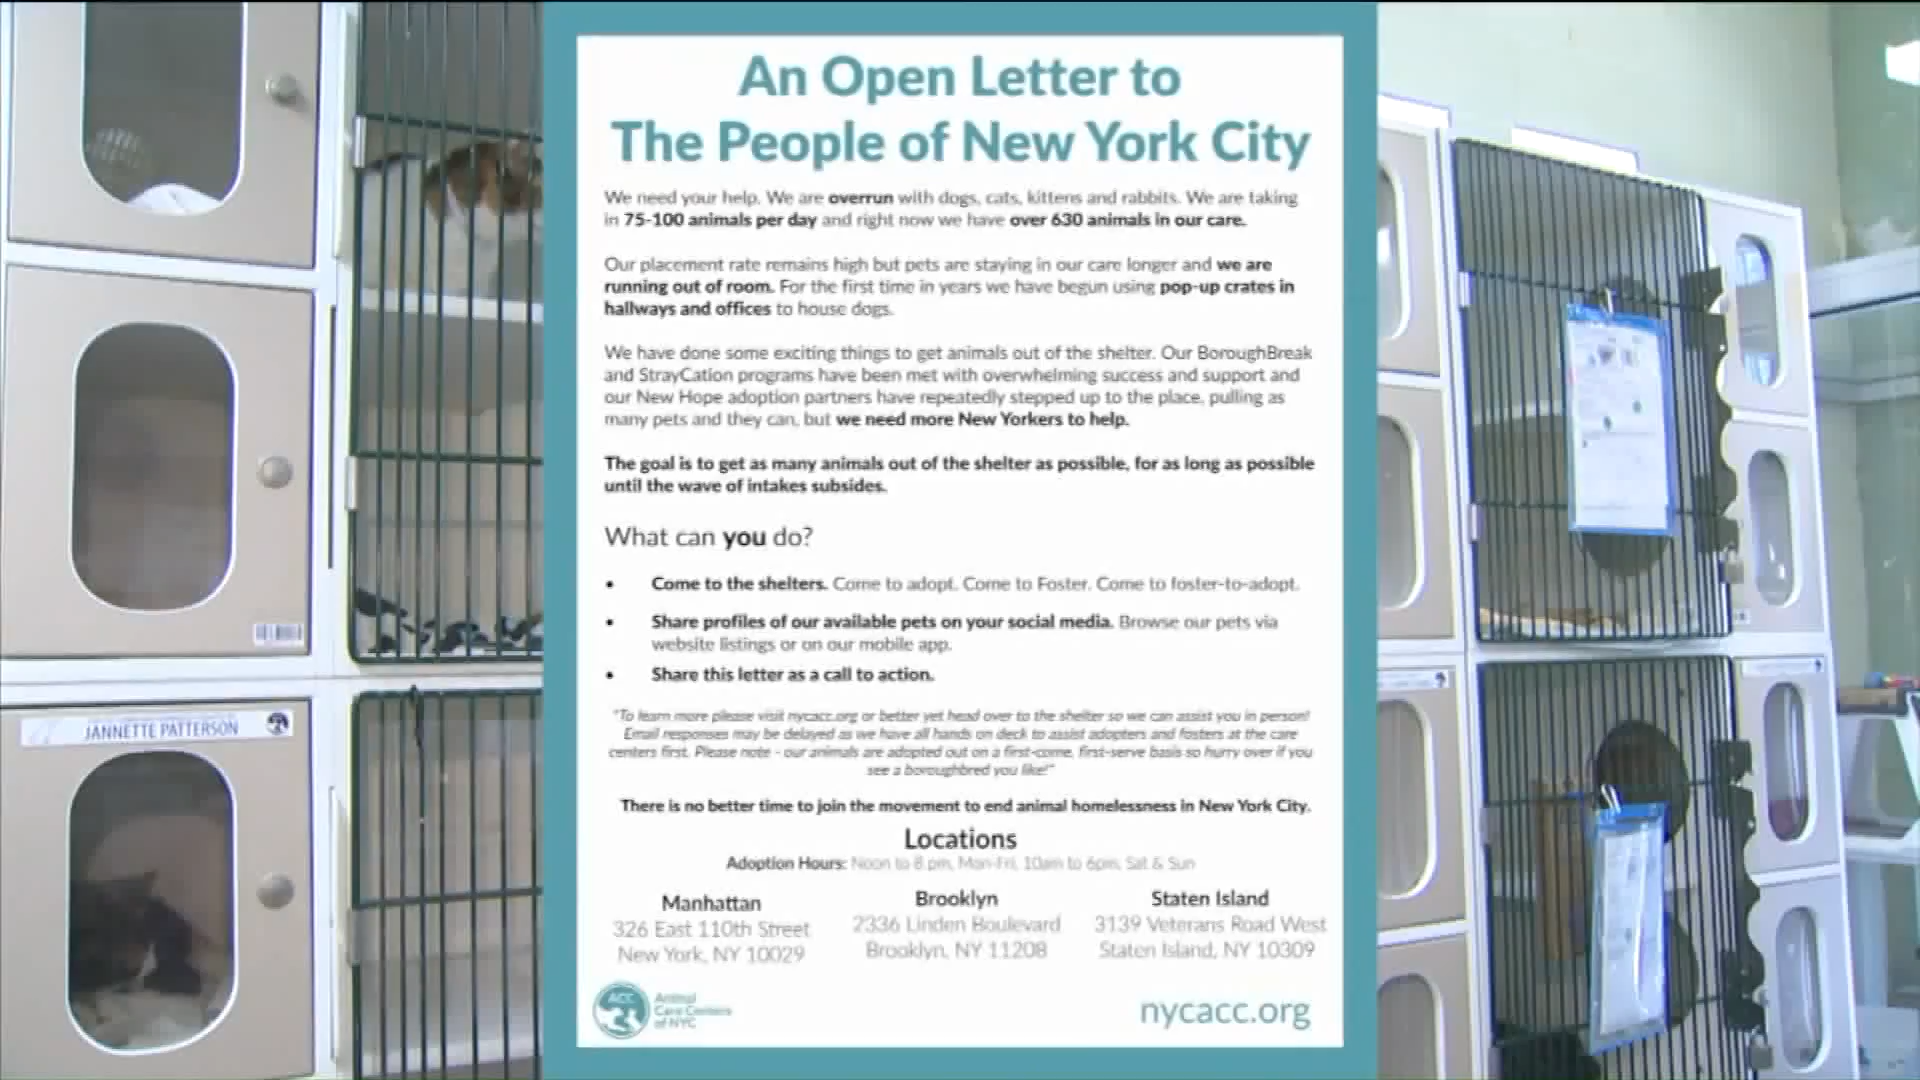 An Open Letter to
The People of New York City
We need your help. We are overrun with dogs, cats, kittens and rabbits. We are taking
in 75-100 animals per day and right now we have over 630 animals in our care.
Our placement rate remains high but pets are staying in our care longer and we are
running out of room. For the first time in years we have begun using pop-up crates in
hallways and offices to house dogs.
We have done some exciting things to get animals out of the shelter. Our BoroughBreak
and StrayCation programs have been met with overwhelming success and support and
our New Hope adoption partners have repeatedly stepped up to the place, pulling as
many pets and they can, but we need more New Yorkers to help.
The goal is to get as many animals out of the shelter as possible, for as long as possible
until the wave of intakes subsides.
What can you do?
• Come to the shelters. Come to adopt. Come to Foster. Come to foster-to-adopt.
• Share profiles of our available pets on your social media. Browse our pets via
website listings or on our mobile app.
• Share this letter as a call to action.
"To learn more please visit nycacc.org or better yet head over to the shelter so we can assist you in person!
Email responses may be delayed as we have all hands on deck to assist adopters and fosters at the care
centers first. Please note - our animals are adopted out on a first-come, first-serve basis so hurry over if you
see a boroughbred you like!"
There is no better time to join the movement to end animal homelessness in New York City.
Locations
Adoption Hours: Noon to 8 pm, Mon-Fri, 10am to 6pm, Sat & Sun
Manhattan
326 East 110th Street
New York, NY 10029
Brooklyn
2336 Linden Boulevard
Brooklyn, NY 11208
Staten Island
3139 Veterans Road West
Staten Island, NY 10309
ACC
Animal
Care Centers
of NYC
nycacc.org
JANNETTE PATTERSON